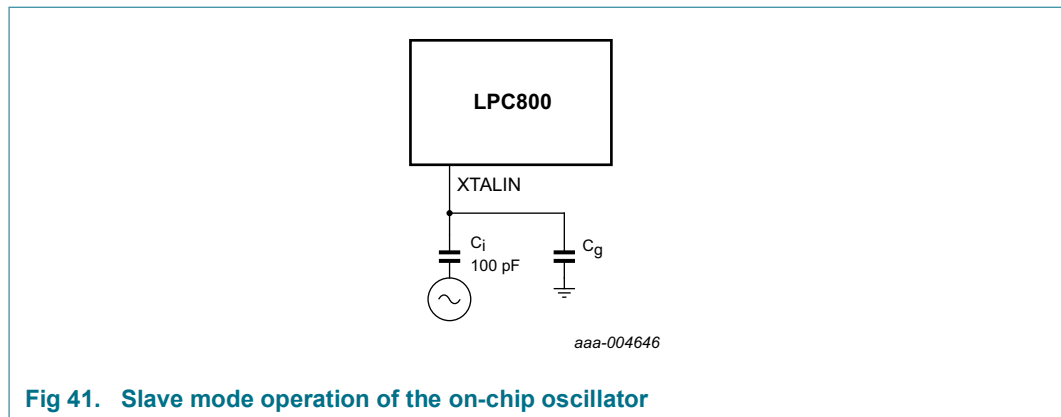 LPC800
XTALIN
Ci
100 pF
Cg
aaa-004646
Fig 41. Slave mode operation of the on-chip oscillator